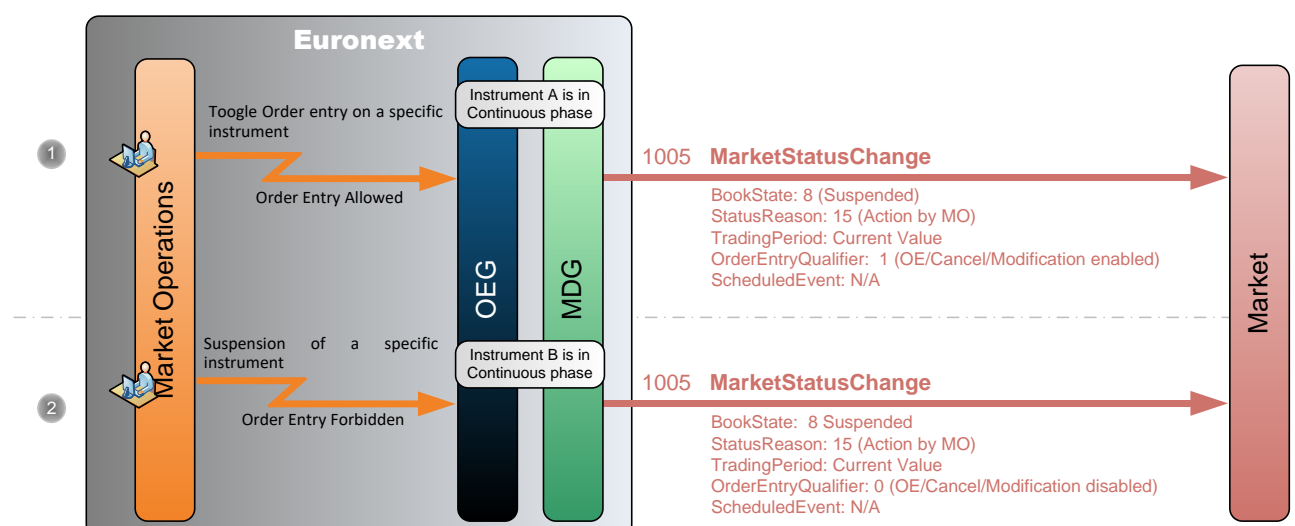 Euronext
Instrument A is in
Continuous phase
Toogle Order entry on a specific
instrument
1
1005 MarketStatusChange
Order Entry Allowed
BookState: 8 (Suspended)
StatusReason: 15 (Action by MO)
TradingPeriod: Current Value
OrderEntryQualifier: 1 (OE/Cancel/Modification enabled)
ScheduledEvent: N/A
Market Operations
OEG
MDG
Market
Suspension of a specific
instrument
Instrument B is in
Continuous phase
2
1005 MarketStatusChange
Order Entry Forbidden
BookState: 8 Suspended
StatusReason: 15 (Action by MO)
TradingPeriod: Current Value
OrderEntryQualifier: 0 (OE/Cancel/Modification disabled)
ScheduledEvent: N/A